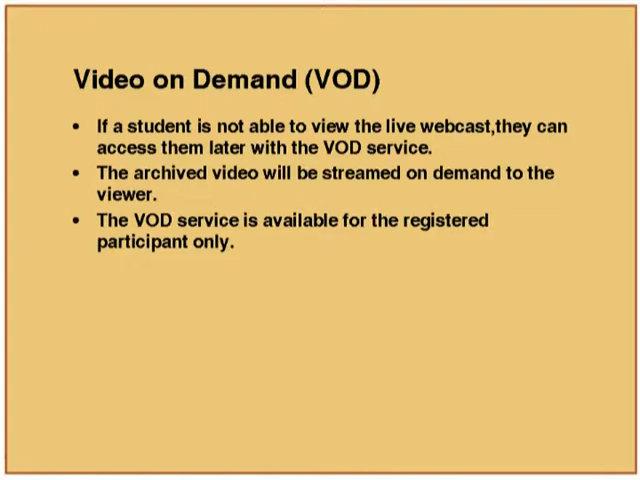 Video on Demand (VOD)
• If a student is not able to view the live webcast,they can
access them later with the VOD service.
• The archived video will be streamed on demand to the
viewer.
• The VOD service is available for the registered
participant only.